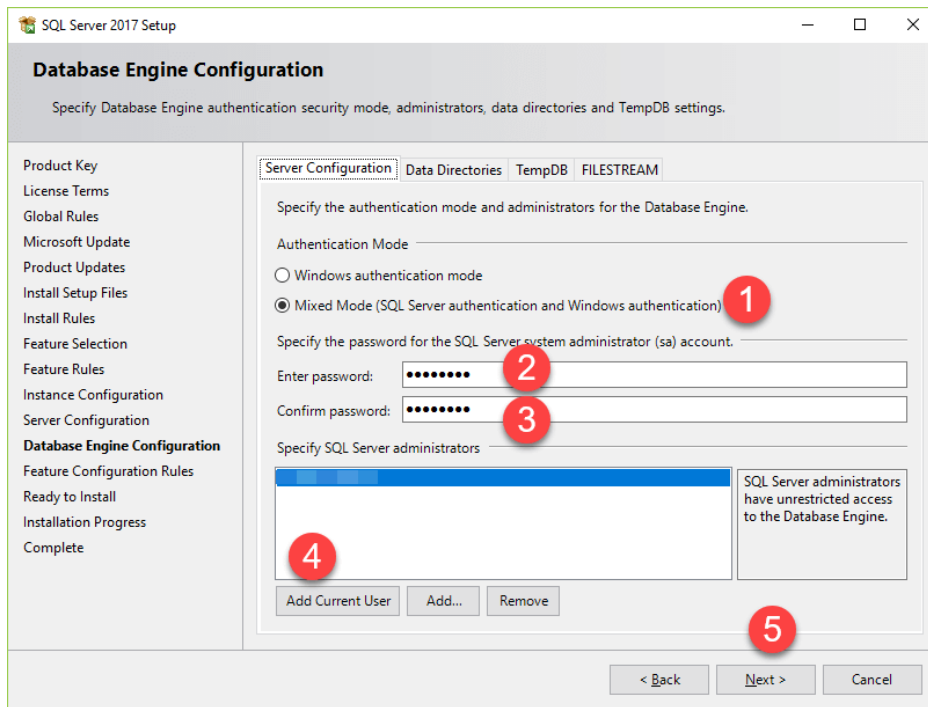 SQL Server 2017 Setup
Database Engine Configuration
Specify Database Engine authentication security mode, administrators, data directories and TempDB settings.
Product Key
License Terms
Global Rules
Microsoft Update
Product Updates
Install Setup Files
Install Rules
Feature Selection
Feature Rules
Instance Configuration
Server Configuration
Database Engine Configuration
Feature Configuration Rules
Ready to Install
Installation Progress
Complete
Server Configuration Data Directories TempDB FILESTREAM
Specify the authentication mode and administrators for the Database Engine.
Authentication Mode
Windows authentication mode
Mixed Mode (SQL Server authentication and Windows authentication) 1
Specify the password for the SQL Server system administrator (sa) account.
Enter password: ●●●●●●●● 2
Confirm password: ●●●●●●●● 3
Specify SQL Server administrators
SQL Server administrators
have unrestricted access
to the Database Engine.
4
Add Current User Add... Remove
5
< Back Next > Cancel